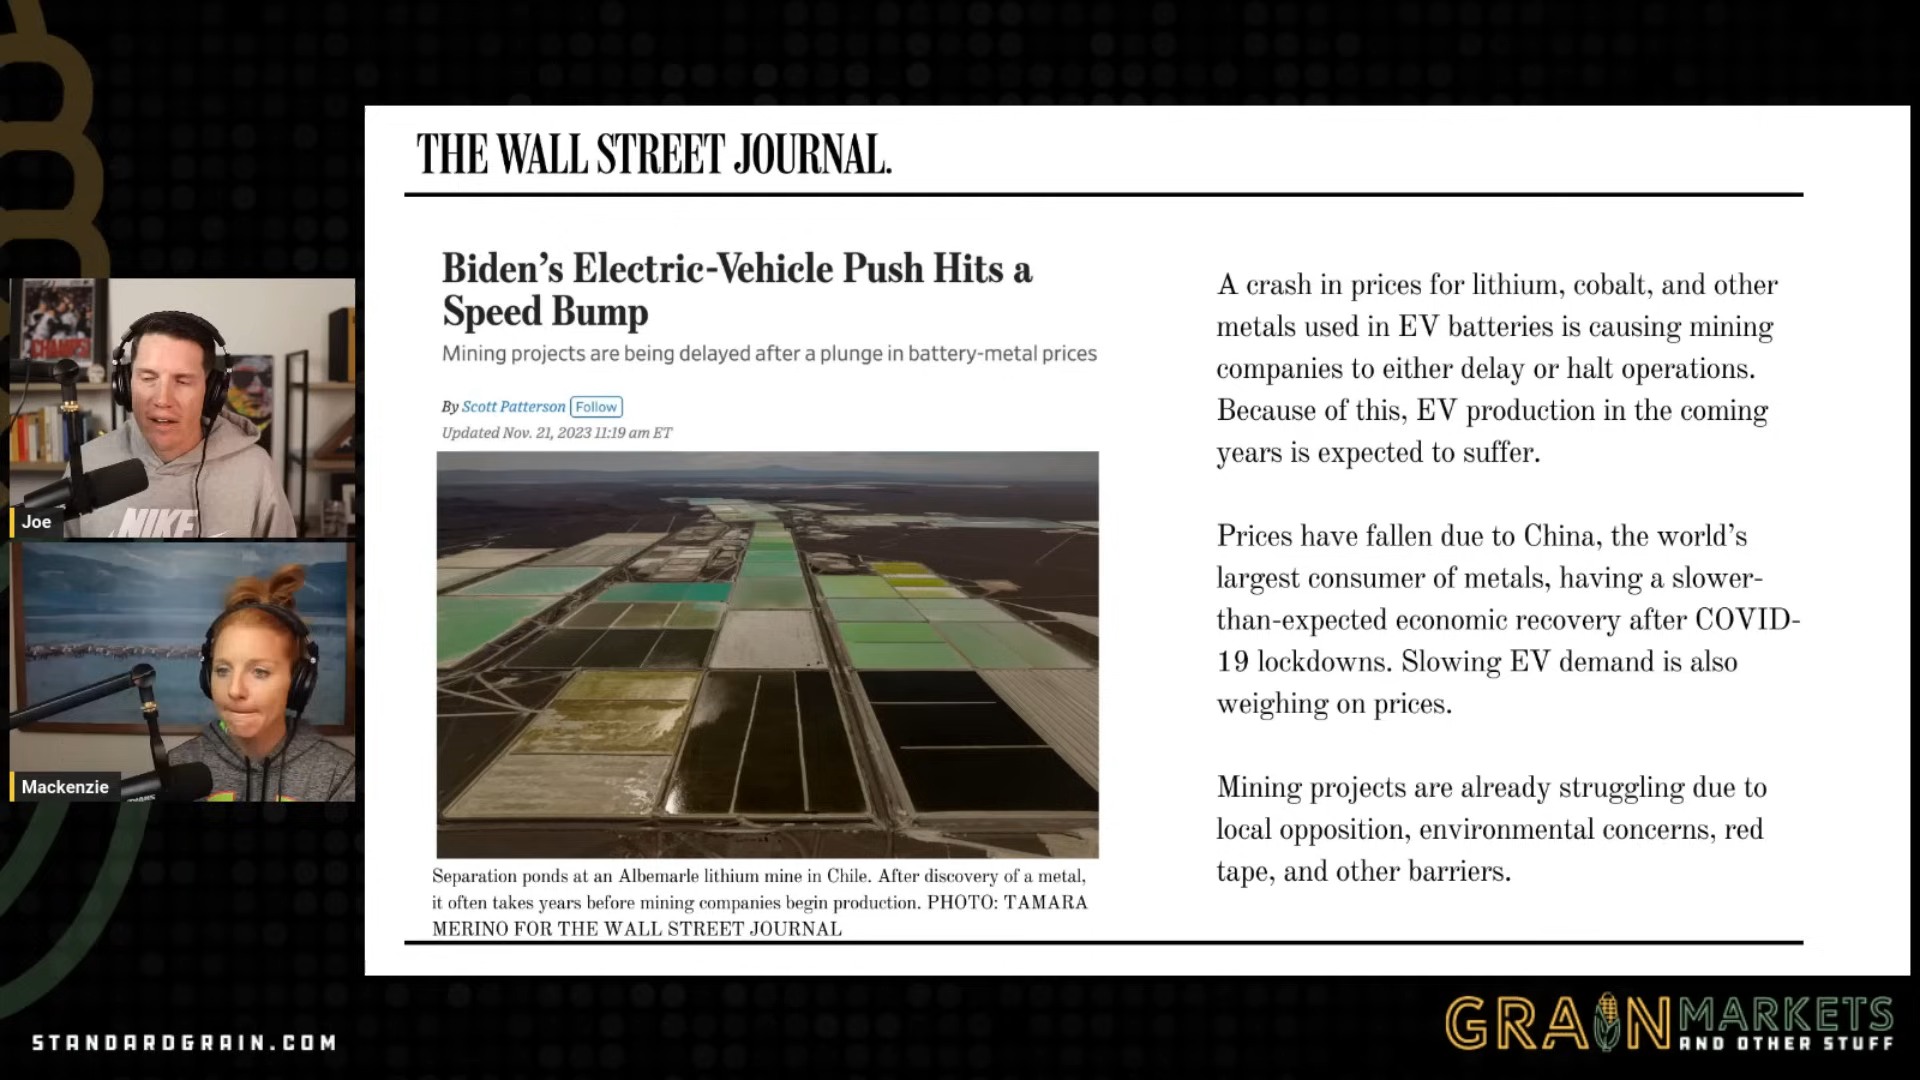 THE WALL STREET JOURNAL.
Biden's Electric-Vehicle Push Hits a
Speed Bump
Mining projects are being delayed after a plunge in battery-metal prices
By Scott Patterson Follow
Updated Nov. 21, 2023 11:19 am ET
Separation ponds at an Albemarle lithium mine in Chile. After discovery of a metal,
it often takes years before mining companies begin production. PHOTO: TAMARA
MERINO FOR THE WALL STREET JOURNAL
A crash in prices for lithium, cobalt, and other
metals used in EV batteries is causing mining
companies to either delay or halt operations.
Because of this, EV production in the coming
years is expected to suffer.
Prices have fallen due to China, the world's
largest consumer of metals, having a slower-
than-expected economic recovery after COVID-
19 lockdowns. Slowing EV demand is also
weighing on prices.
Mining projects are already struggling due to
local opposition, environmental concerns, red
tape, and other barriers.
NIKE
Joe
Mackenzie
STANDARDGRAIN.COM
GRAIN MARKETS
AND OTHER STUFF